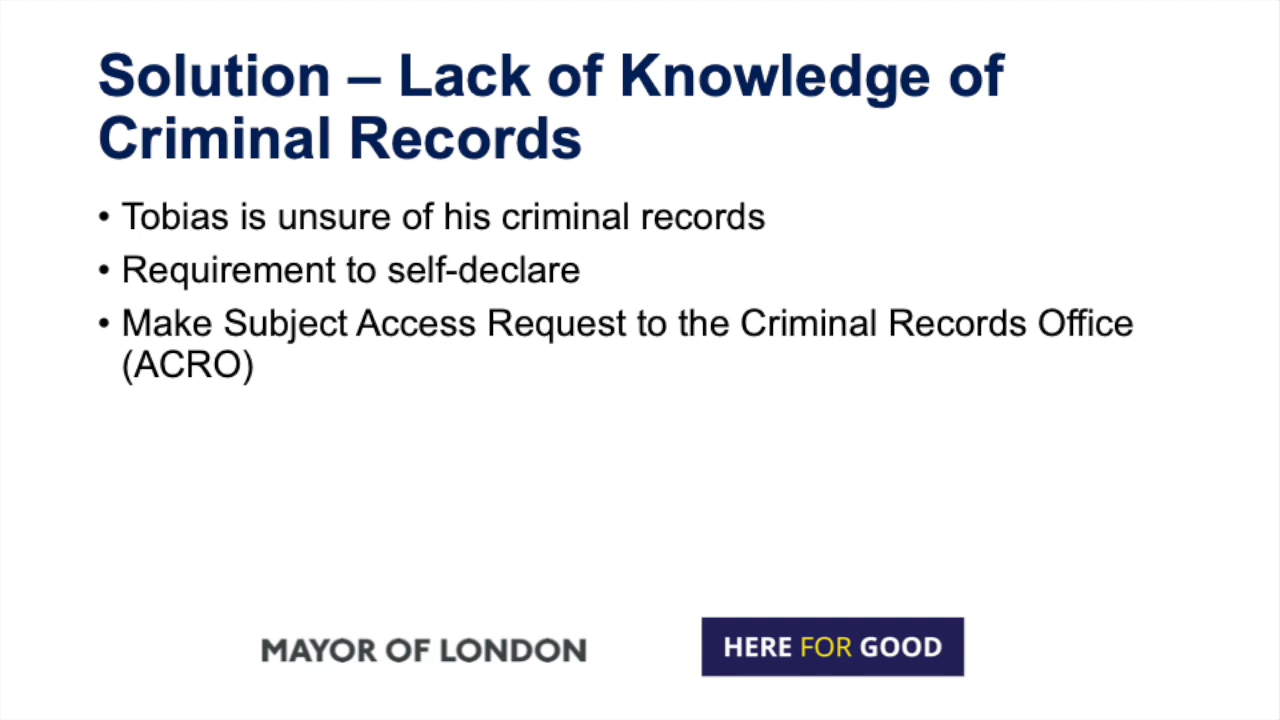 Solution – Lack of Knowledge of
Criminal Records
• Tobias is unsure of his criminal records
• Requirement to self-declare
• Make Subject Access Request to the Criminal Records Office
(ACRO)
MAYOR OF LONDON
HERE FOR GOOD